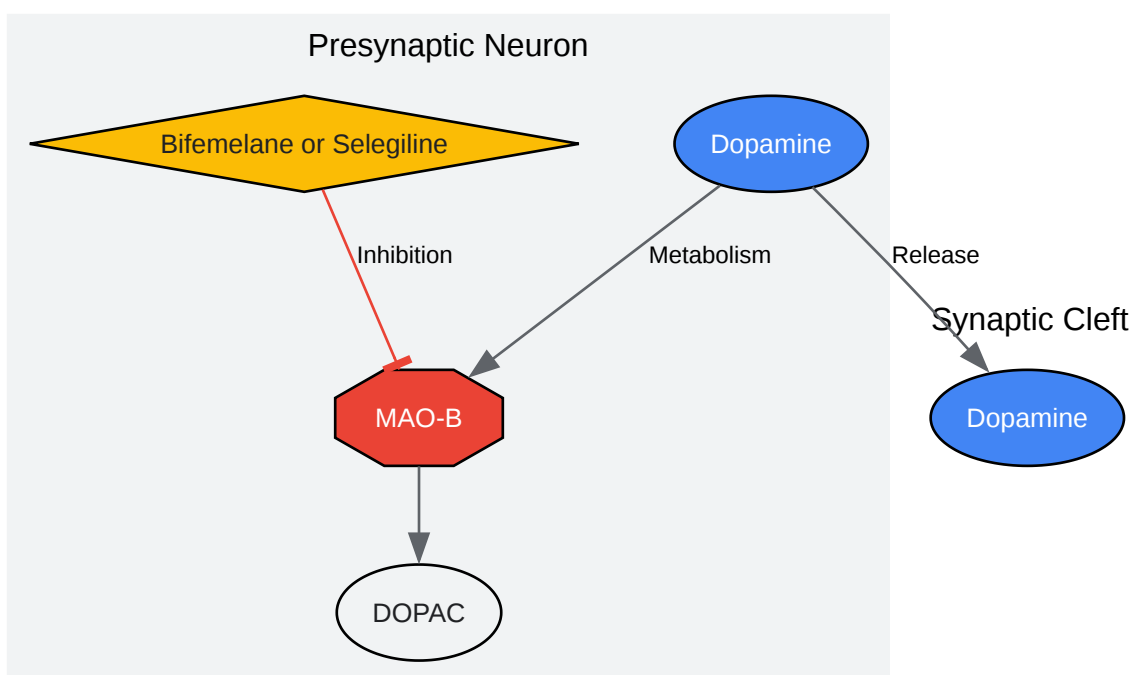 Presynaptic Neuron
Bifemelane or Selegiline
Dopamine
Inhibition
Metabolism
Release
Synaptic Cleft
MAO-B
Dopamine
DOPAC